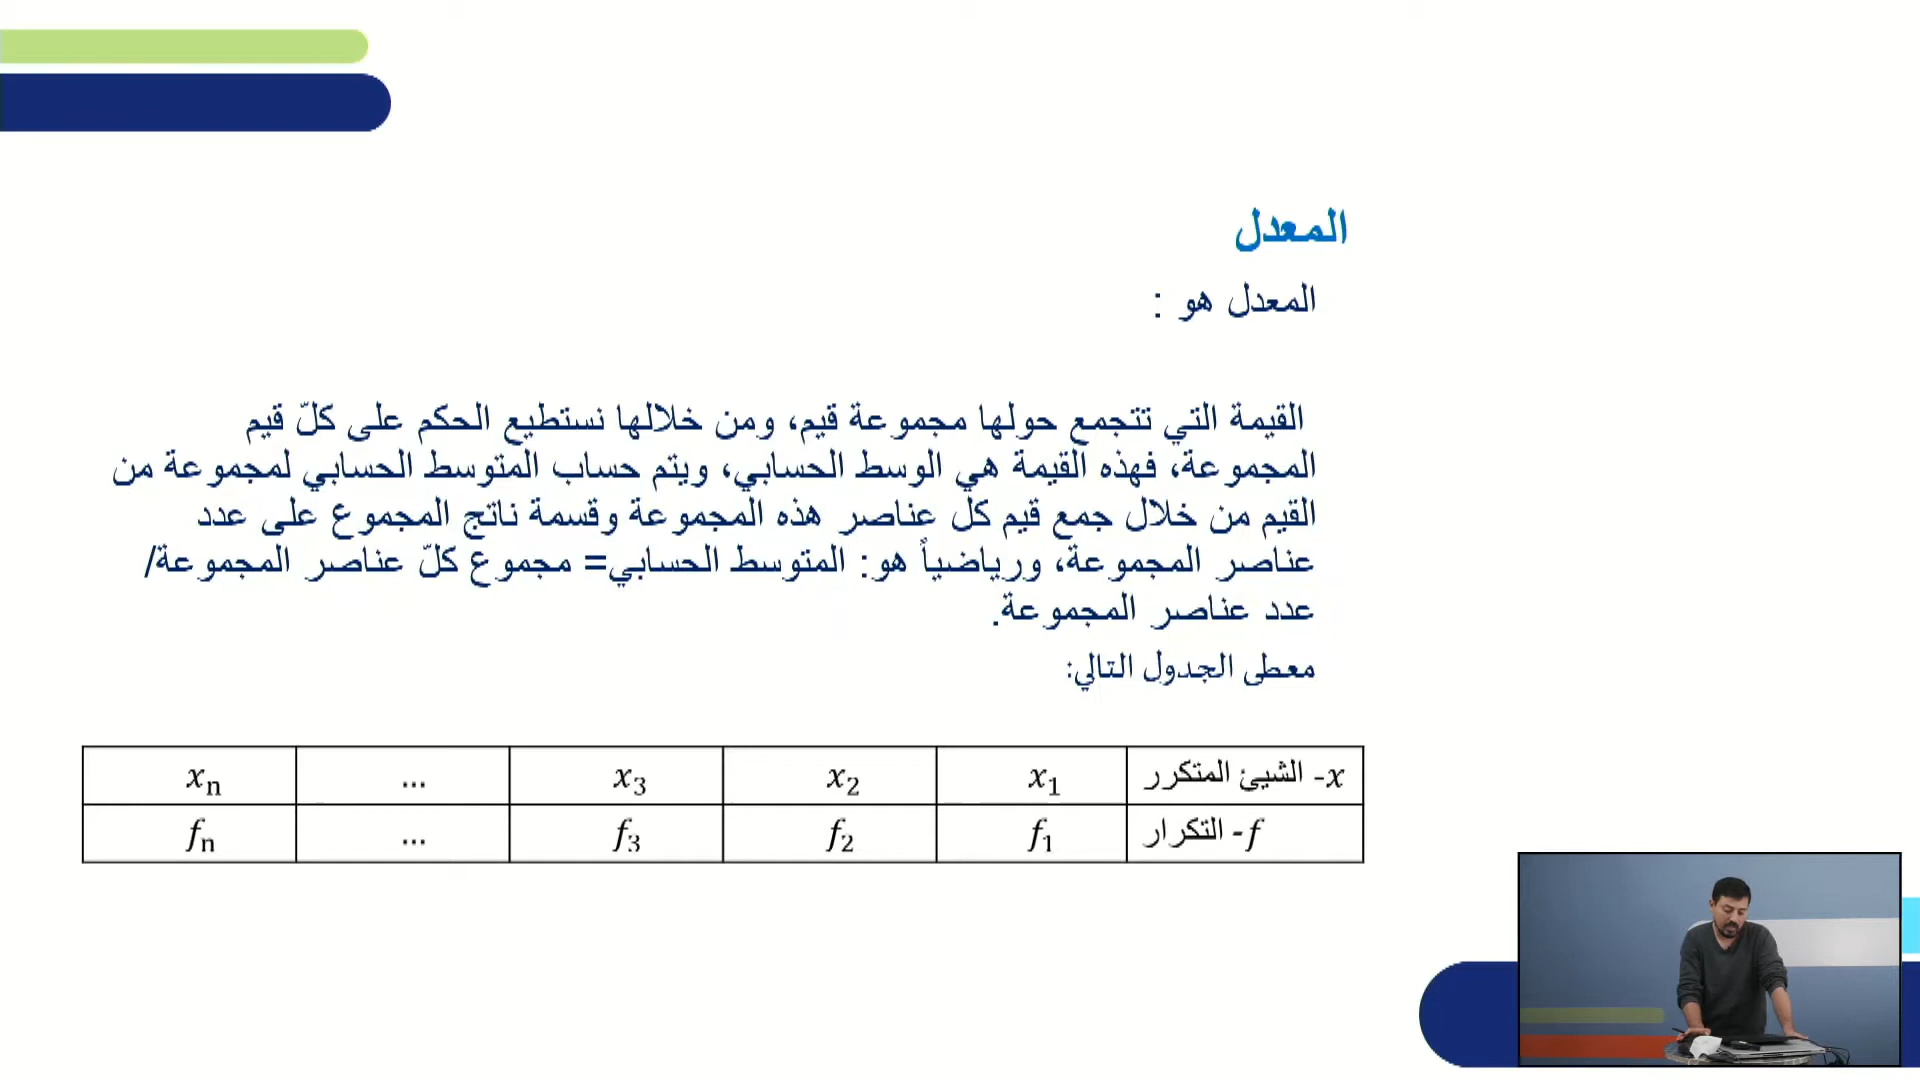 المعدل
المعدل هو :
القيمة التي تتجمع حولها مجموعة قيم، ومن خلالها نستطيع الحكم على كلّ قيم
المجموعة، فهذه القيمة هي الوسط الحسابي، ويتم حساب المتوسط الحسابي لمجموعة من
القيم من خلال جمع قيم كل عناصر هذه المجموعة وقسمة ناتج المجموع على عدد
عناصر المجموعة، ورياضياً هو: المتوسط الحسابي= مجموع كلّ عناصر المجموعة/
عدد عناصر المجموعة.
معطى الجدول التالي:
x- الشيئ المتكرر x₁ x₂ x₃ ... xₙ
f- التكرار f₁ f₂ f₃ ... fₙ